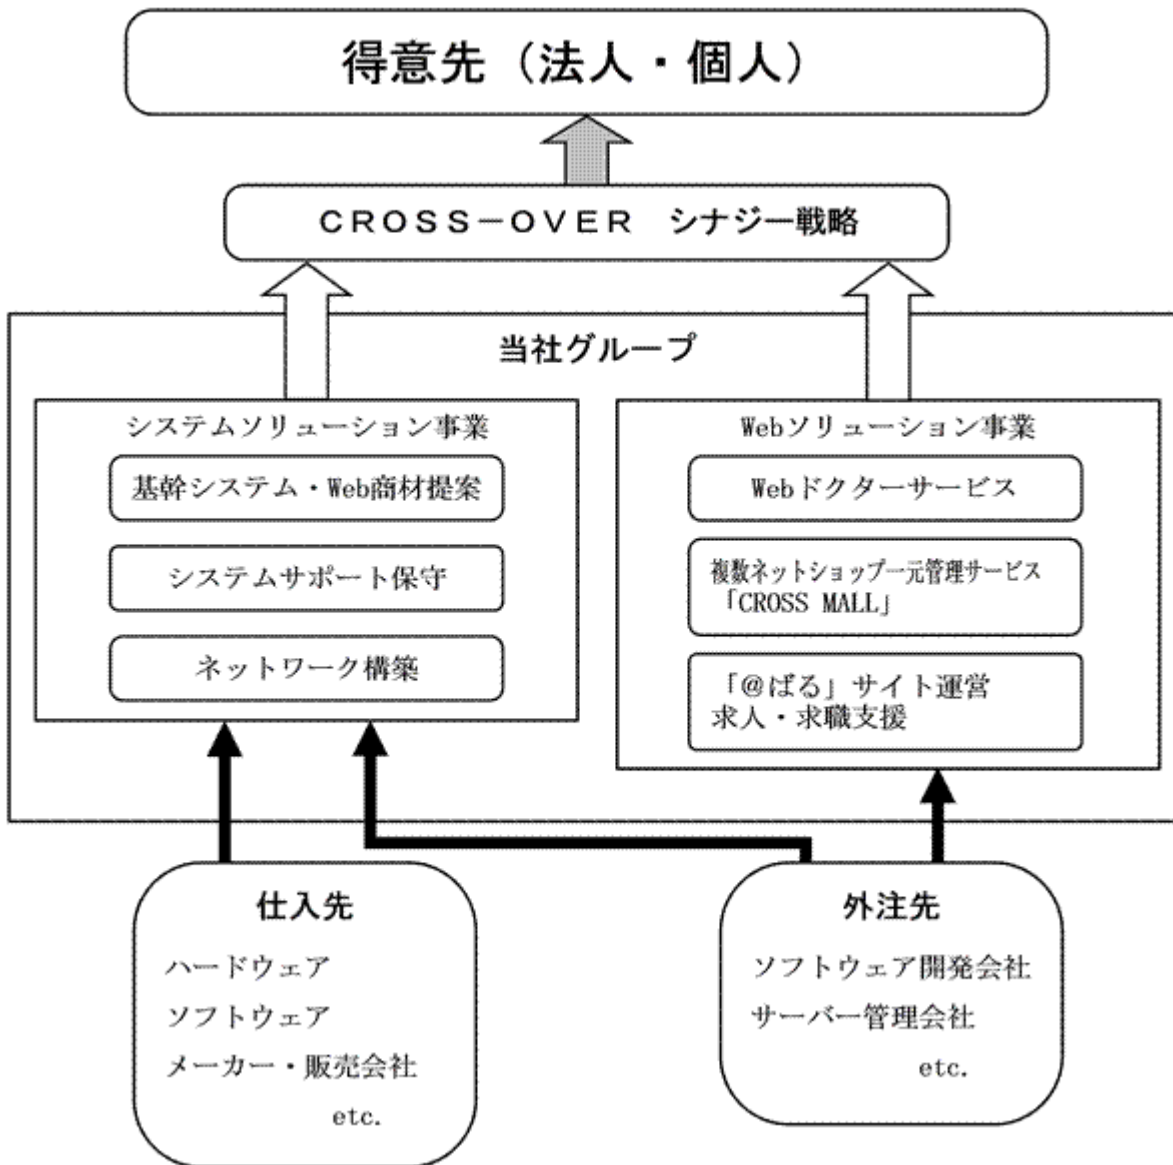 得意先（法人・個人）
ＣＲＯＳＳ－ＯＶＥＲ　シナジー戦略
当社グループ
システムソリューション事業
基幹システム・Web商材提案
システムサポート保守
ネットワーク構築
Webソリューション事業
Webドクターサービス
複数ネットショップ一元管理サービス
「CROSS MALL」
「@ばる」サイト運営
求人・求職支援
仕入先
ハードウェア
ソフトウェア
メーカー・販売会社
etc.
外注先
ソフトウェア開発会社
サーバー管理会社
etc.